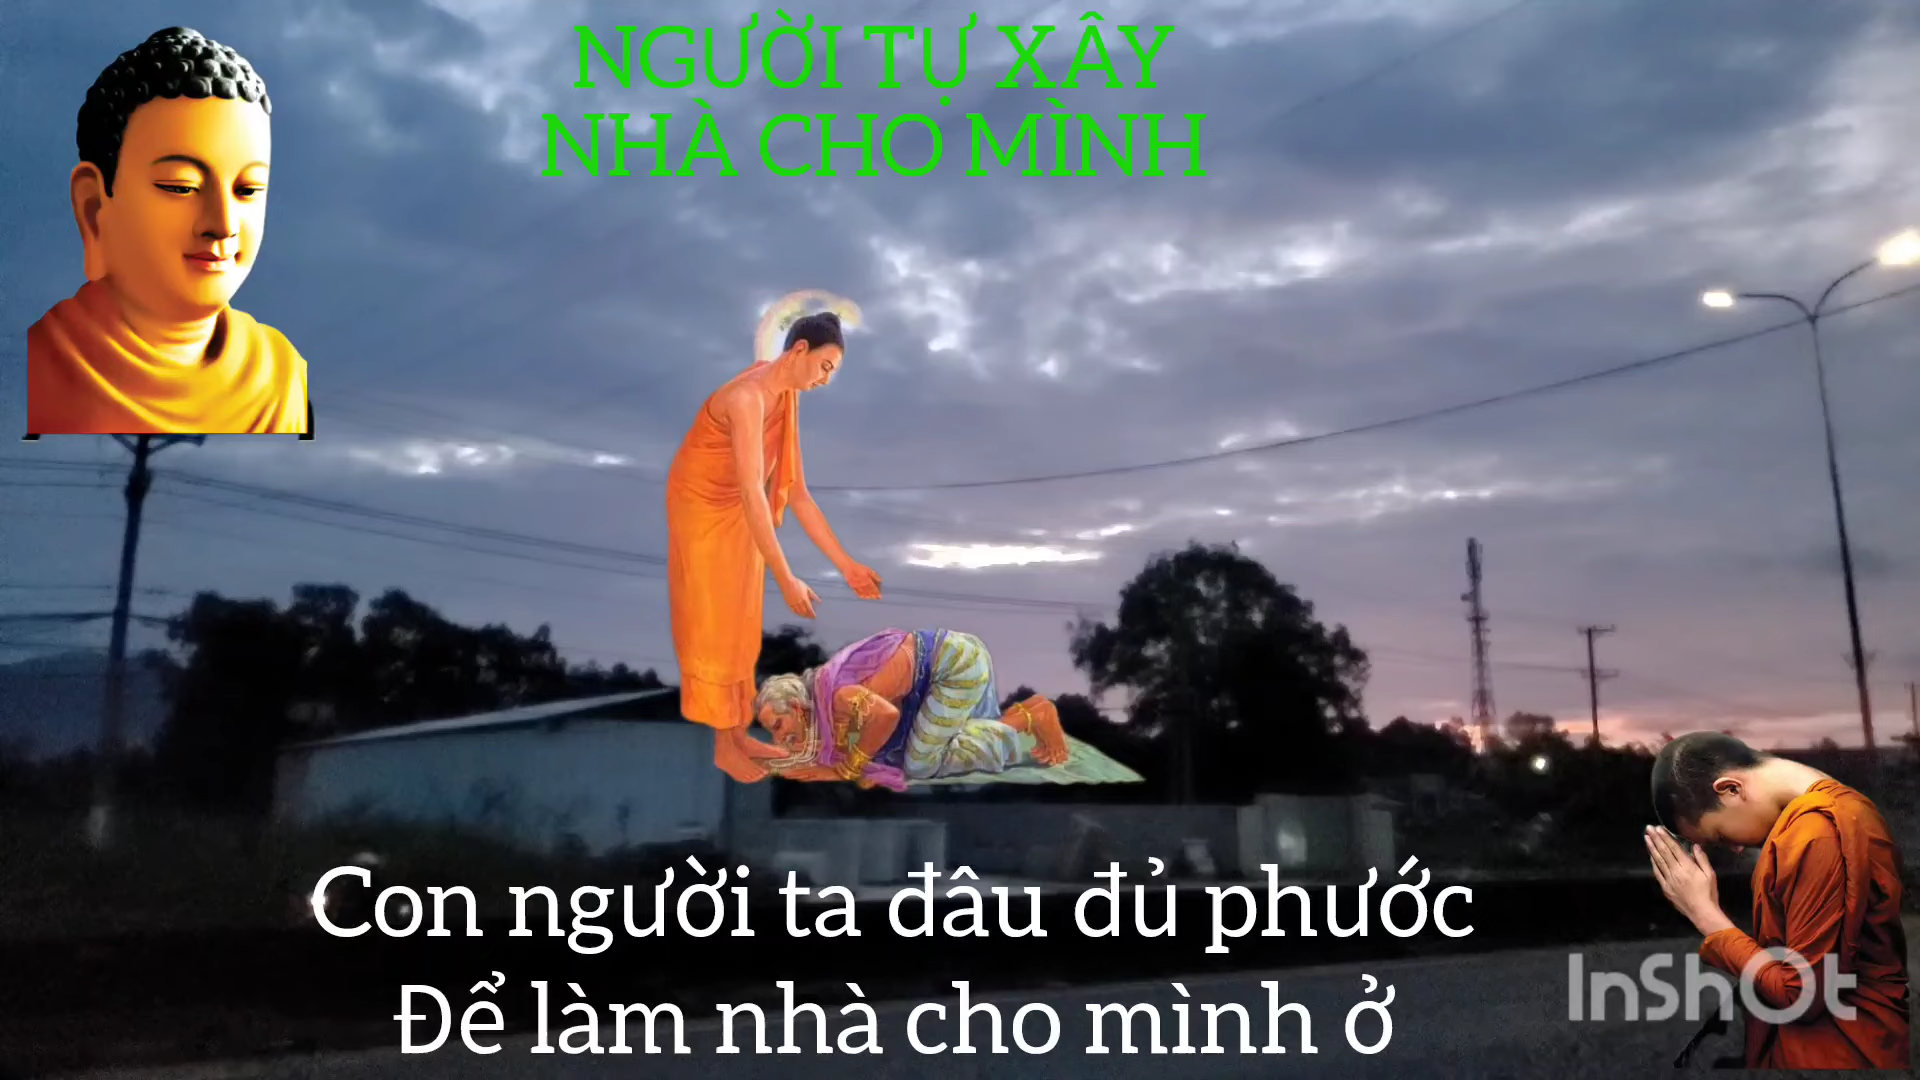 NGƯỜI TỰ XÂY
NHÀ CHO MÌNH
Con người ta đâu đủ phước
Để làm nhà cho mình ở
InShOt